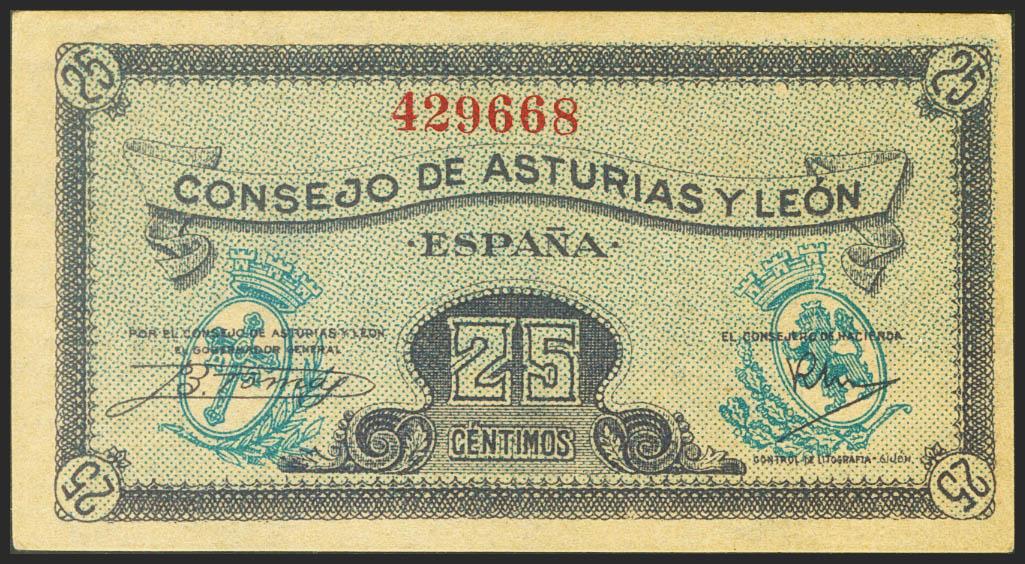 25
25
429668
CONSEJO DE ASTURIAS Y LEÓN
·ESPAÑA·
POR EL CONSEJO DE ASTURIAS Y LEON
EL GOBERNADOR GENERAL
EL CONSEJERO DE HACIENDA
25
CÉNTIMOS
CONTROL DE LITOGRAFIA - GIJON.
25
25